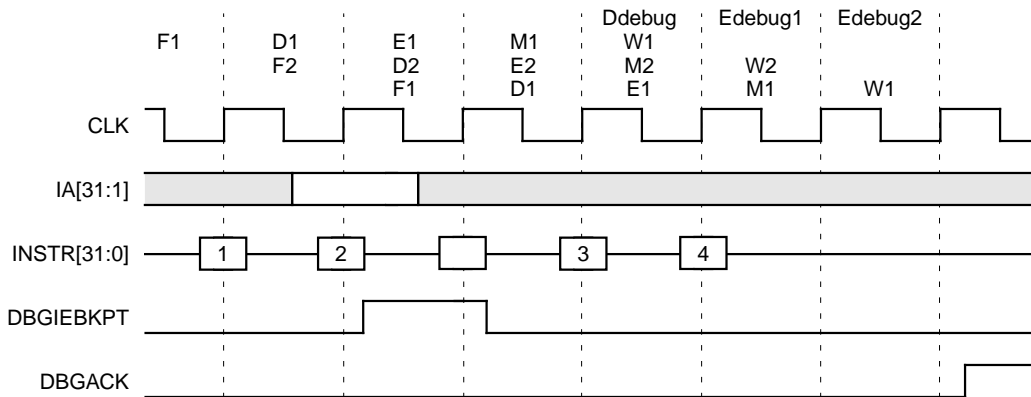 Ddebug Edebug1 Edebug2
F1 D1 E1 M1 W1
F2 D2 E2 M2 W2
F1 D1 E1 M1 W1
CLK
IA[31:1]
INSTR[31:0] 1 2 3 4
DBGIEBKPT
DBGACK